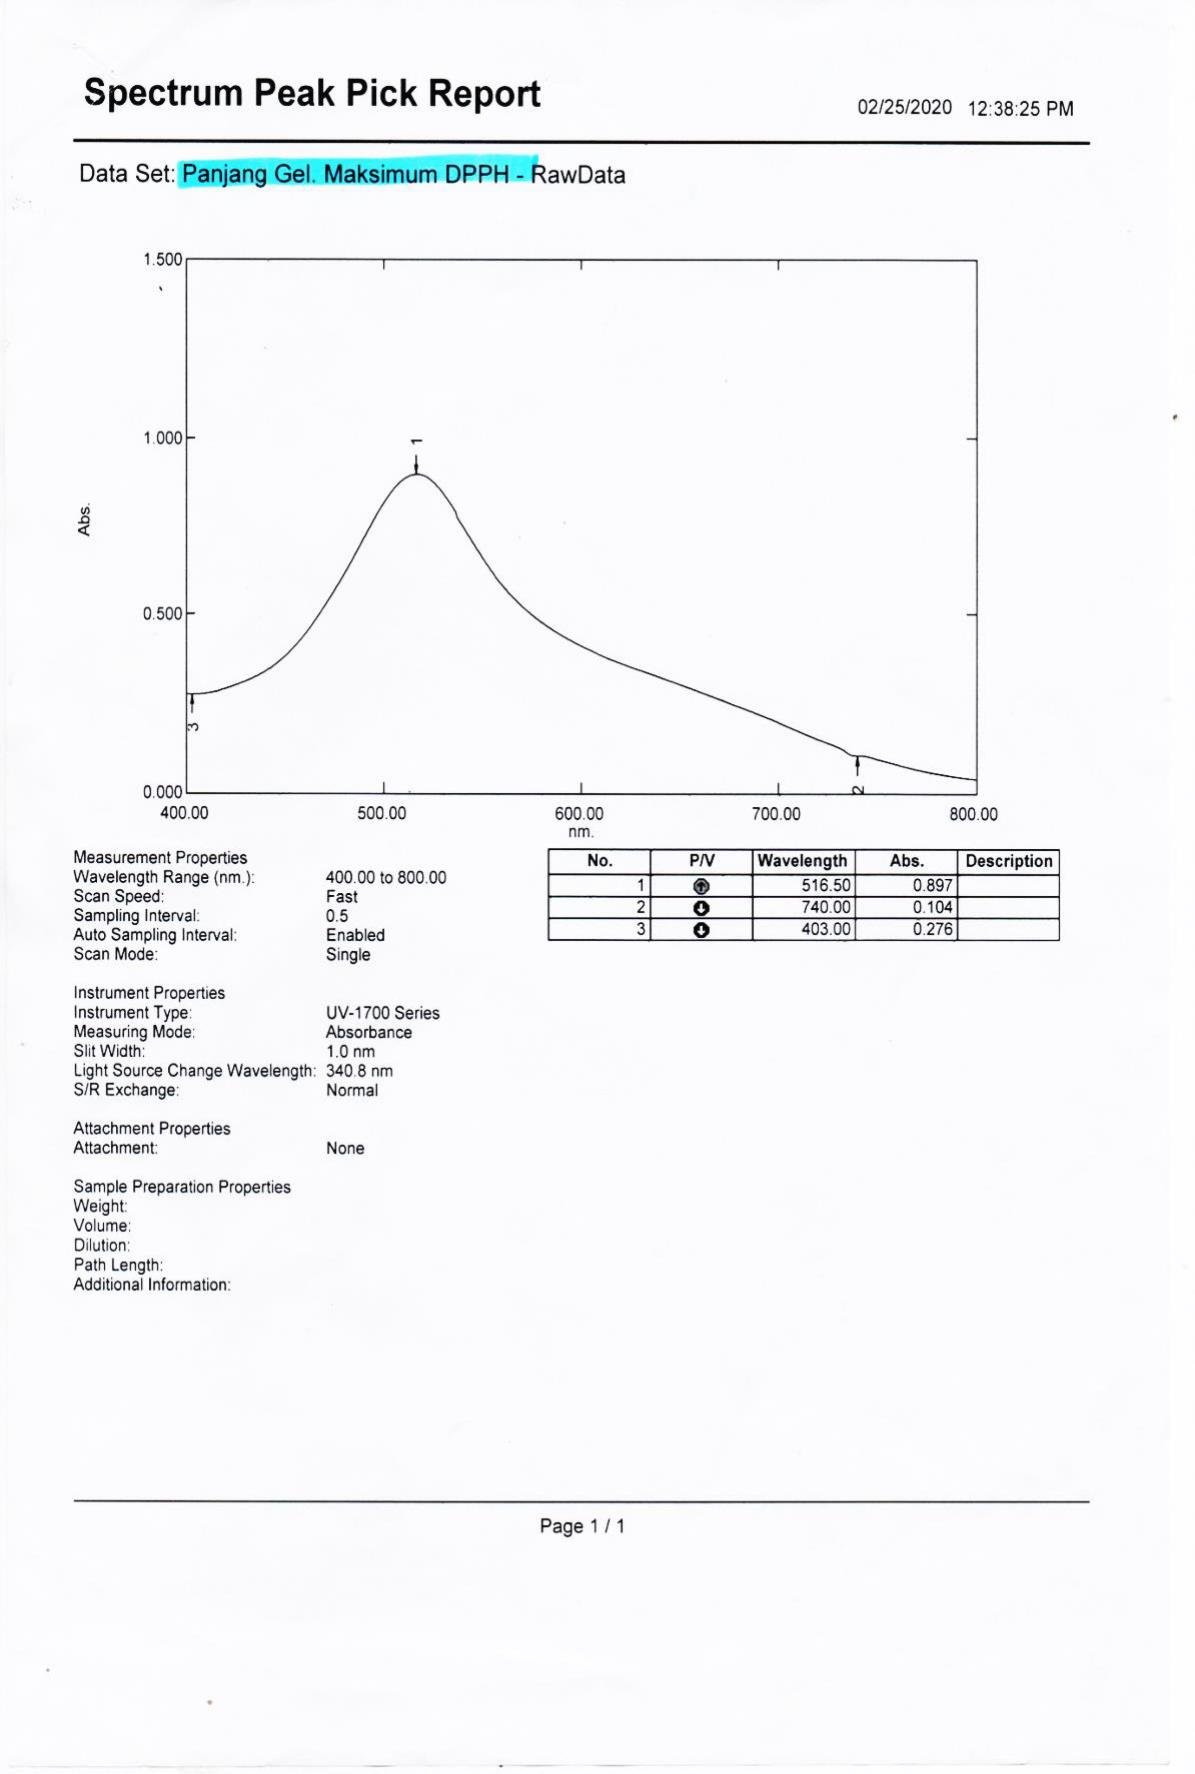 Spectrum Peak Pick Report
02/25/2020 12:38:25 PM
Data Set: Panjang Gel. Maksimum DPPH - RawData
1.500
1.000
0.500
0.000
Abs.
1
3
2
400.00 500.00 600.00 700.00 800.00
nm.
Measurement Properties
Wavelength Range (nm.): 400.00 to 800.00
Scan Speed: Fast
Sampling Interval: 0.5
Auto Sampling Interval: Enabled
Scan Mode: Single
No. P/V Wavelength Abs. Description
1 516.50 0.897
2 740.00 0.104
3 403.00 0.276
Instrument Properties
Instrument Type: UV-1700 Series
Measuring Mode: Absorbance
Slit Width: 1.0 nm
Light Source Change Wavelength: 340.8 nm
S/R Exchange: Normal
Attachment Properties
Attachment: None
Sample Preparation Properties
Weight:
Volume:
Dilution:
Path Length:
Additional Information:
Page 1 / 1